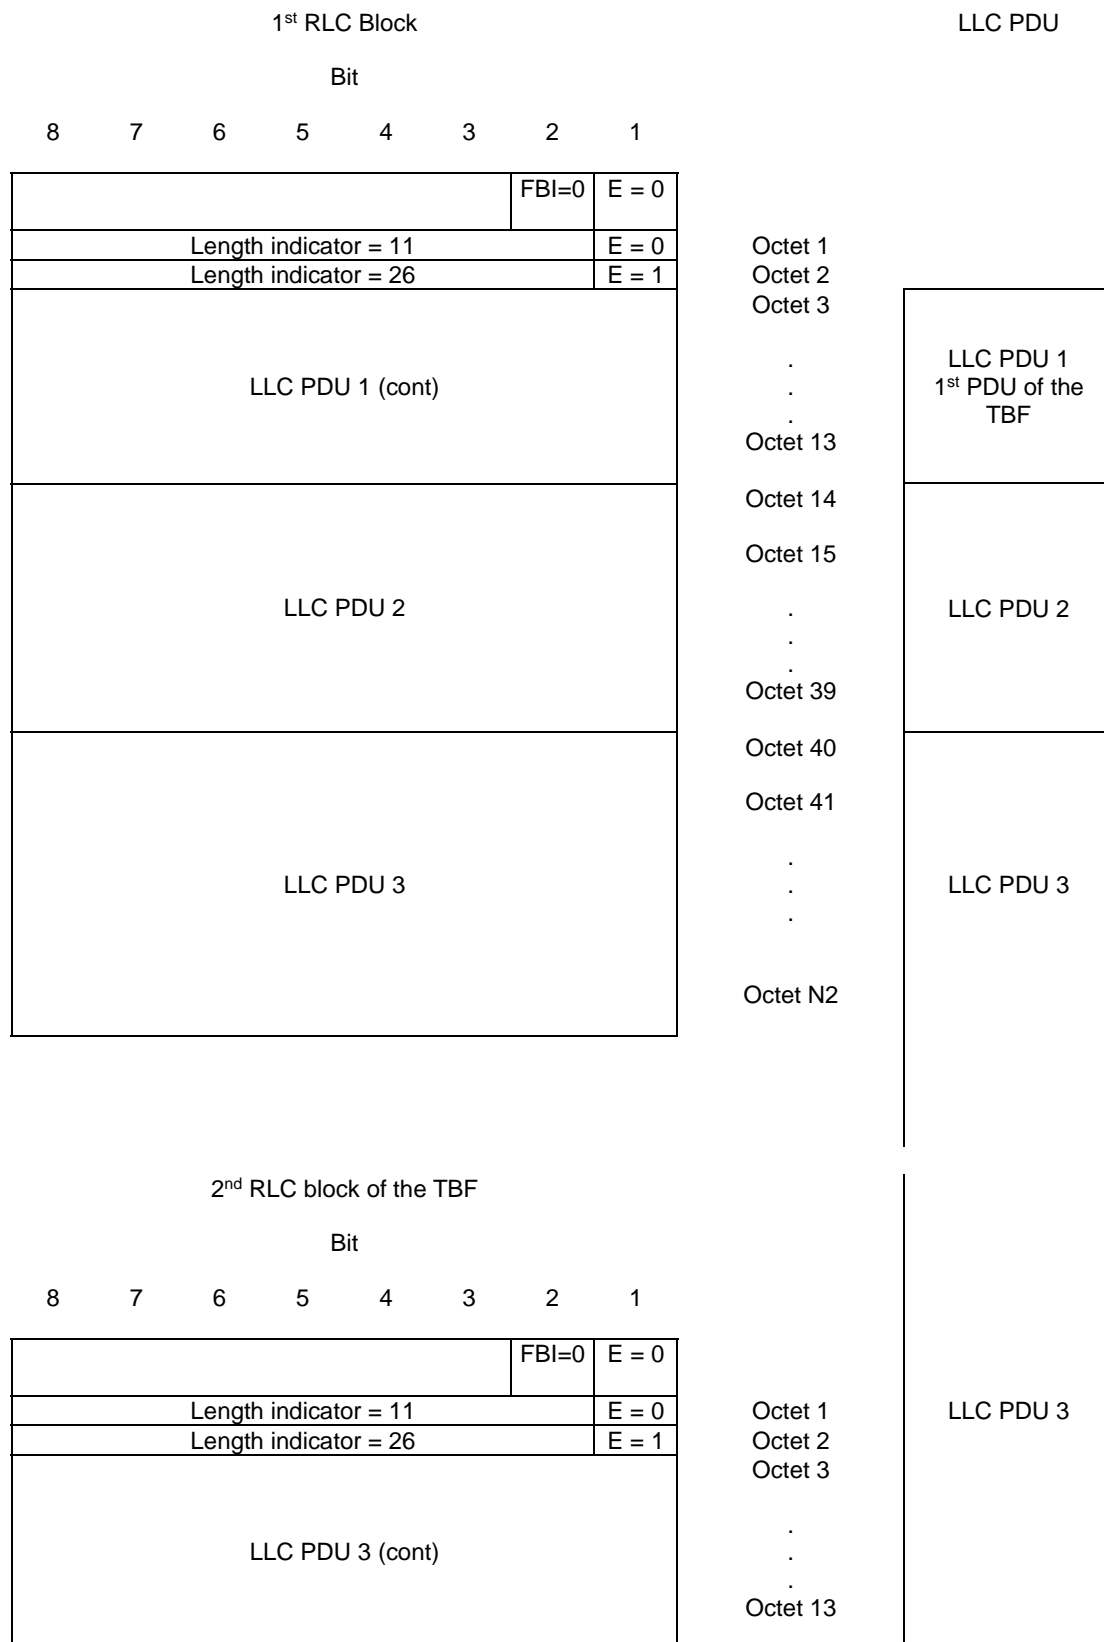 1st RLC Block LLC PDU
Bit
8 7 6 5 4 3 2 1
FBI=0 E = 0
Length indicator = 11 E = 0 Octet 1
Length indicator = 26 E = 1 Octet 2
Octet 3
.
LLC PDU 1 (cont)
.
.
Octet 13
LLC PDU 1
1st PDU of the
TBF
Octet 14
Octet 15
LLC PDU 2 . LLC PDU 2
.
.
Octet 39
Octet 40
Octet 41
.
LLC PDU 3 . LLC PDU 3
.
Octet N2
2nd RLC block of the TBF
Bit
8 7 6 5 4 3 2 1
FBI=0 E = 0
Length indicator = 11 E = 0 Octet 1 LLC PDU 3
Length indicator = 26 E = 1 Octet 2
Octet 3
.
LLC PDU 3 (cont) .
.
Octet 13